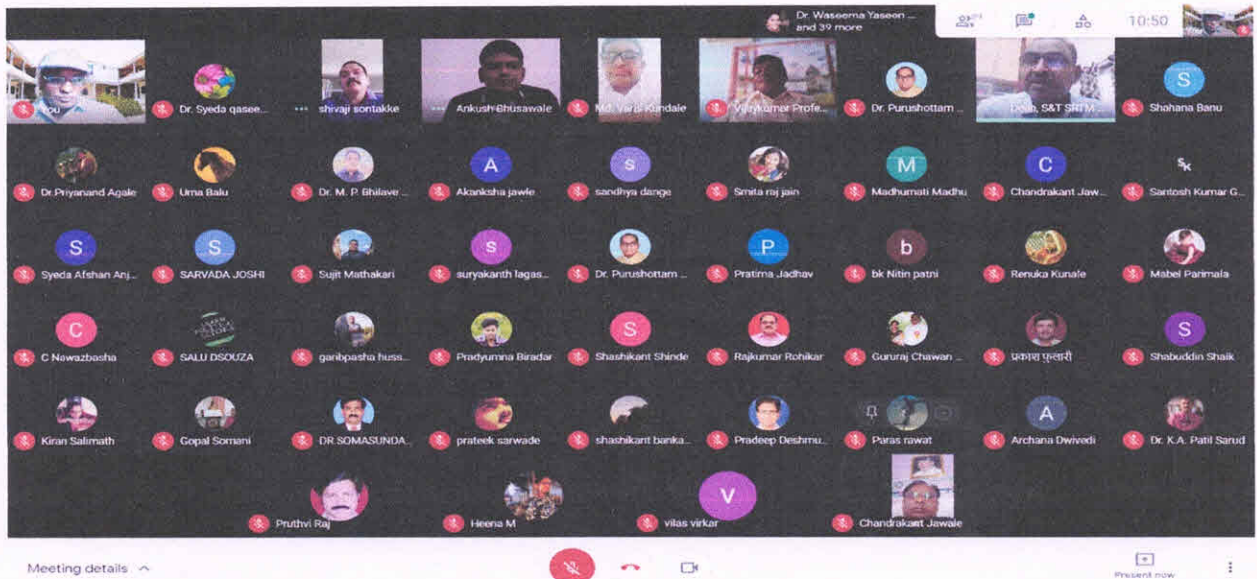 Dr. Waseema Yaseen ...
and 39 more
10:50
You
You
Dr. Syeda qasee...
shivaji sontakke
Ankush Bhusawale
Md. Varis Kundale
Vijaykumar Profe...
Dr. Purushottam ...
Dean, S&T SRTM...
S
Shahana Banu
Dr.Priyanand Agale
Uma Balu
Dr. M. P. Bhilave ...
A
Akanksha jawle
s
sandhya dange
Smita raj jain
M
Madhumati Madhu
C
Chandrakant Jaw...
SK
Santosh Kumar G...
S
Syeda Afshan Anj...
S
SARVADA JOSHI
Sujit Mathakari
s
suryakanth lagas...
Dr. Purushottam ...
P
Pratima Jadhav
b
bk Nitin patni
Renuka Kunale
Mabel Parimala
C
C Nawazbasha
SALU DSOUZA
garibpasha huss...
Pradyumna Biradar
S
Shashikant Shinde
Rajkumar Rohikar
Gururaj Chawan ...
प्रकाश फुलारी
S
Shabuddin Shaik
Kiran Salimath
Gopal Somani
DR SOMASUNDA...
prateek sarwade
shashikant banka...
Pradeep Deshmu...
Paras rawat
A
Archana Dwivedi
Dr. K.A. Patil Sarud
Pruthvi Raj
Heena M
V
vilas virkar
Chandrakant Jawale
Meeting details
Present now